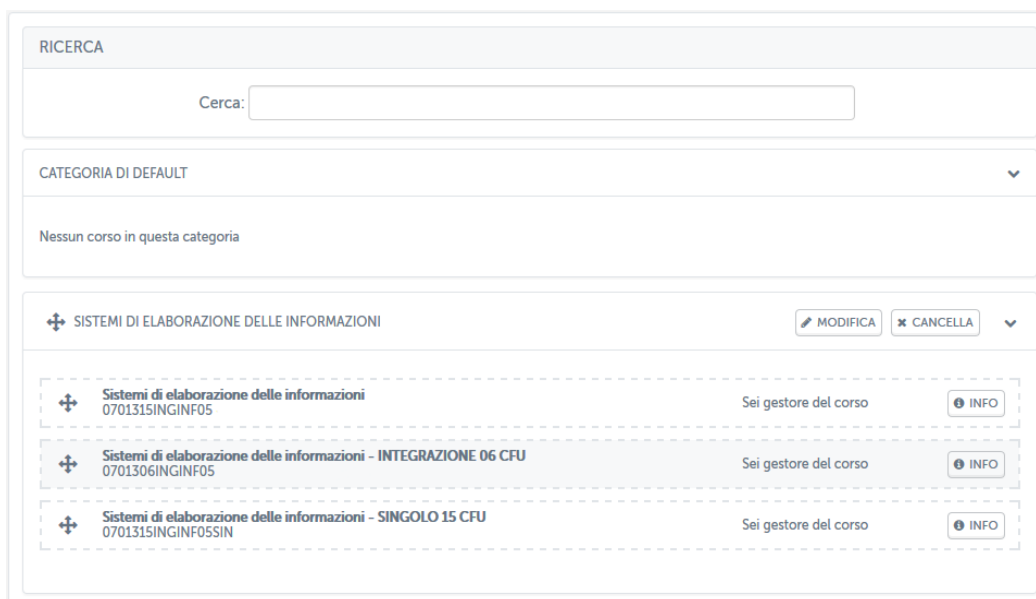 RICERCA
Cerca:
CATEGORIA DI DEFAULT
Nessun corso in questa categoria
SISTEMI DI ELABORAZIONE DELLE INFORMAZIONI MODIFICA CANCELLA
Sistemi di elaborazione delle informazioni
0701315INGINF05
Sei gestore del corso INFO
Sistemi di elaborazione delle informazioni - INTEGRAZIONE 06 CFU
0701306INGINF05
Sei gestore del corso INFO
Sistemi di elaborazione delle informazioni - SINGOLO 15 CFU
0701315INGINF05SIN
Sei gestore del corso INFO